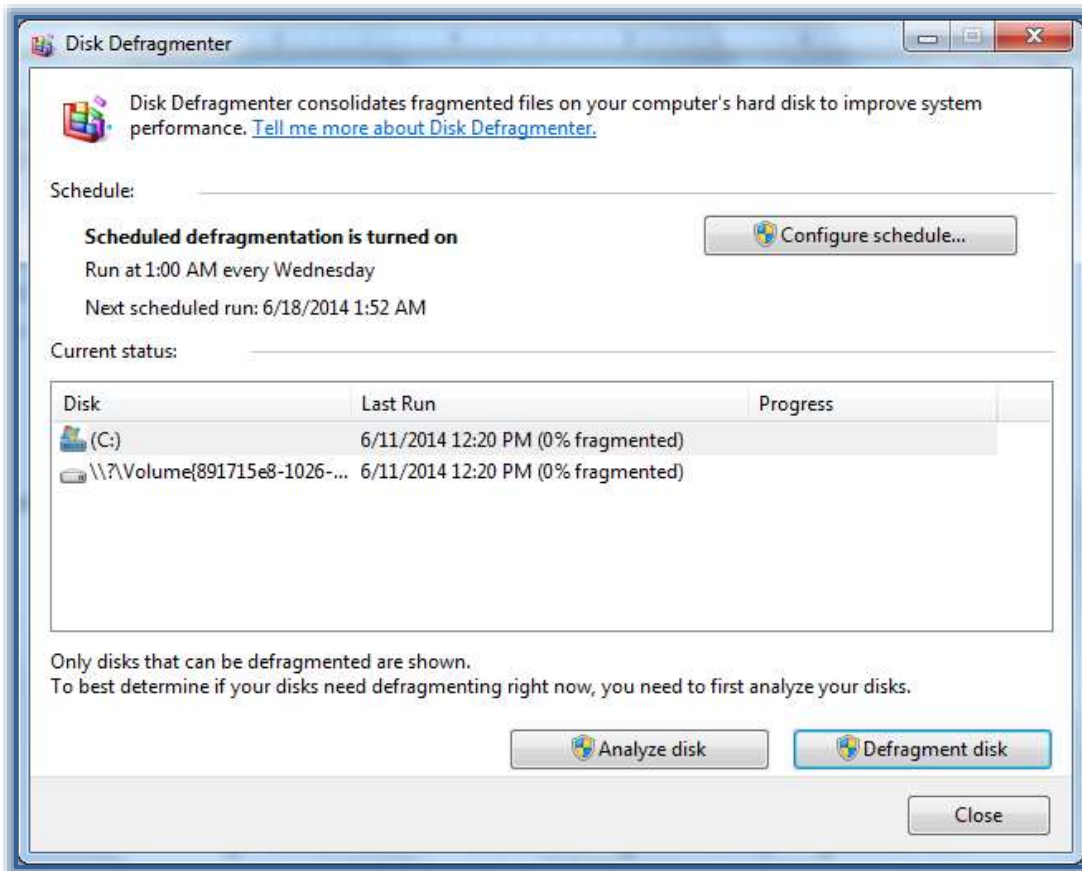 Disk Defragmenter
Disk Defragmenter consolidates fragmented files on your computer's hard disk to improve system
performance. Tell me more about Disk Defragmenter.
Schedule:
Scheduled defragmentation is turned on
Configure schedule...
Run at 1:00 AM every Wednesday
Next scheduled run: 6/18/2014 1:52 AM
Current status:
Disk Last Run Progress
(C:) 6/11/2014 12:20 PM (0% fragmented)
\\?\Volume{891715e8-1026-... 6/11/2014 12:20 PM (0% fragmented)
Only disks that can be defragmented are shown.
To best determine if your disks need defragmenting right now, you need to first analyze your disks.
Analyze disk Defragment disk
Close